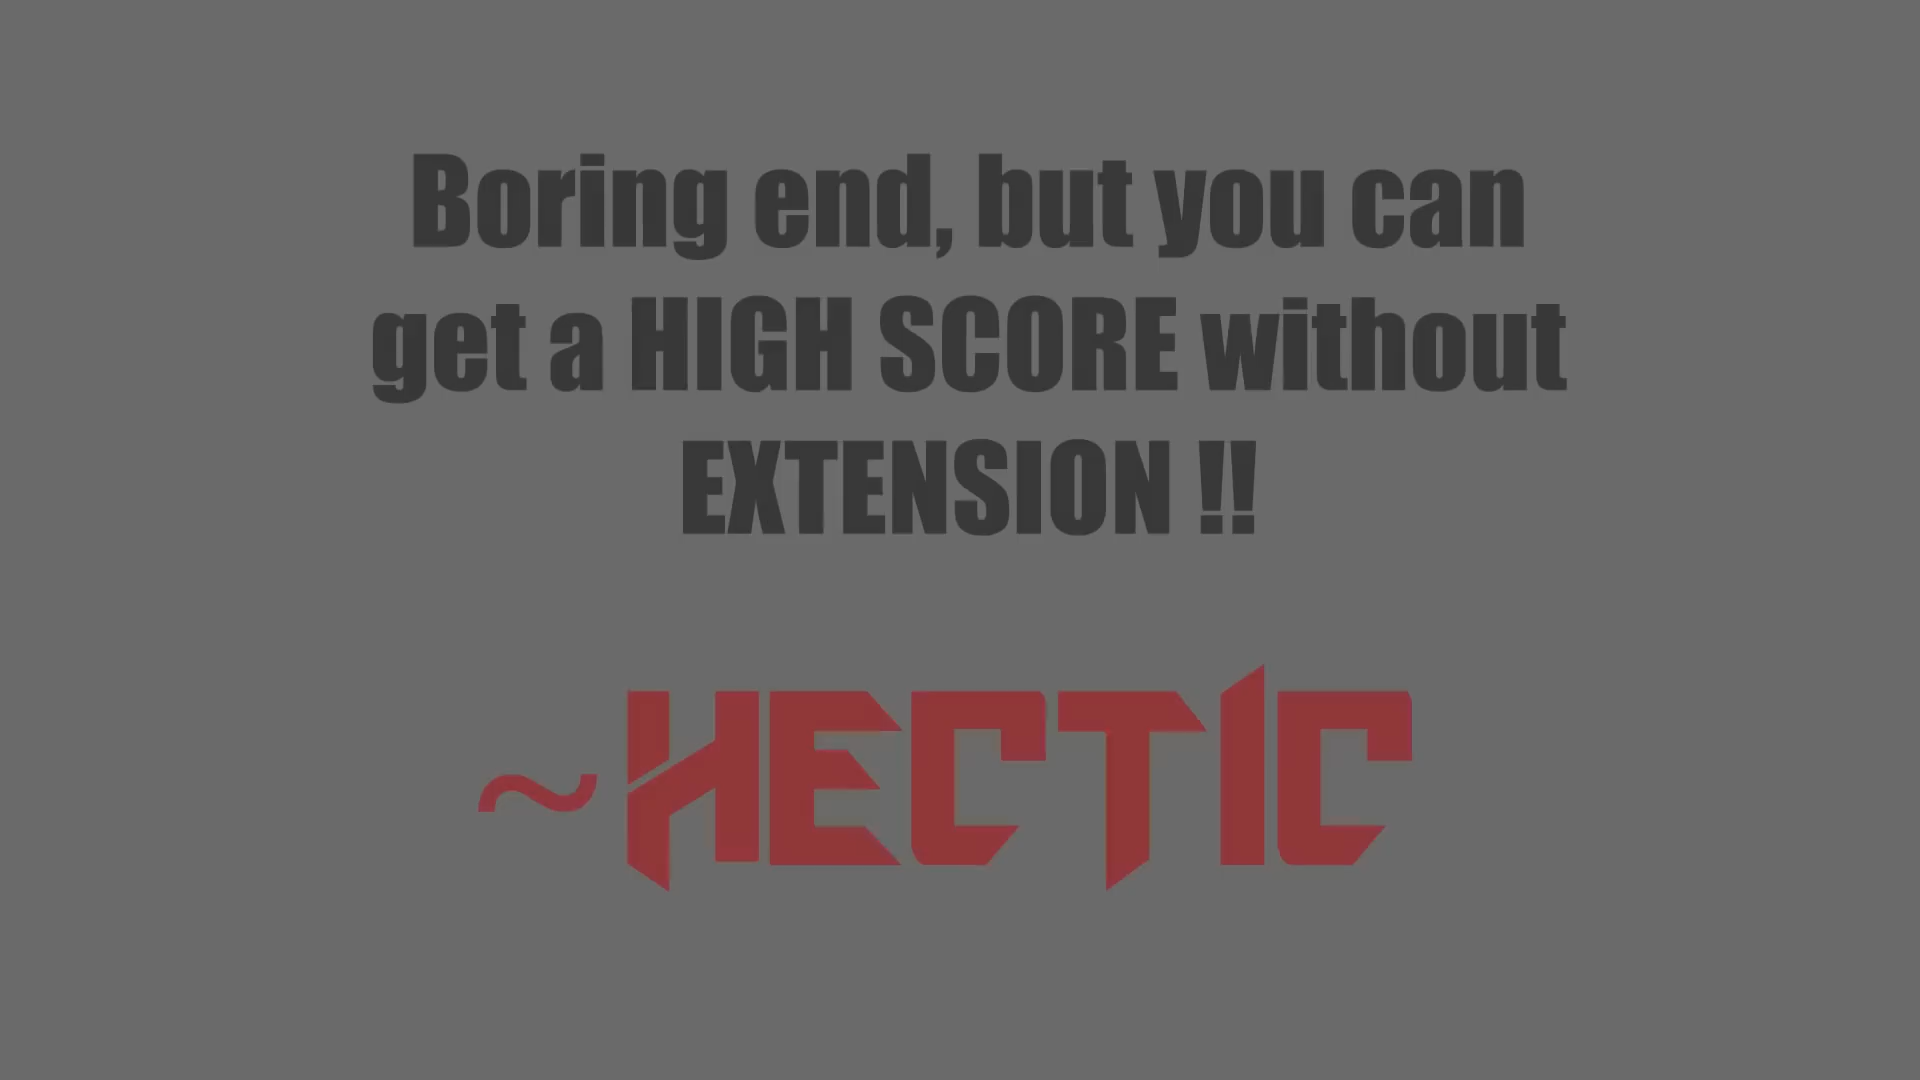 Boring end, but you can
get a HIGH SCORE without
EXTENSION !!
~HECTIC